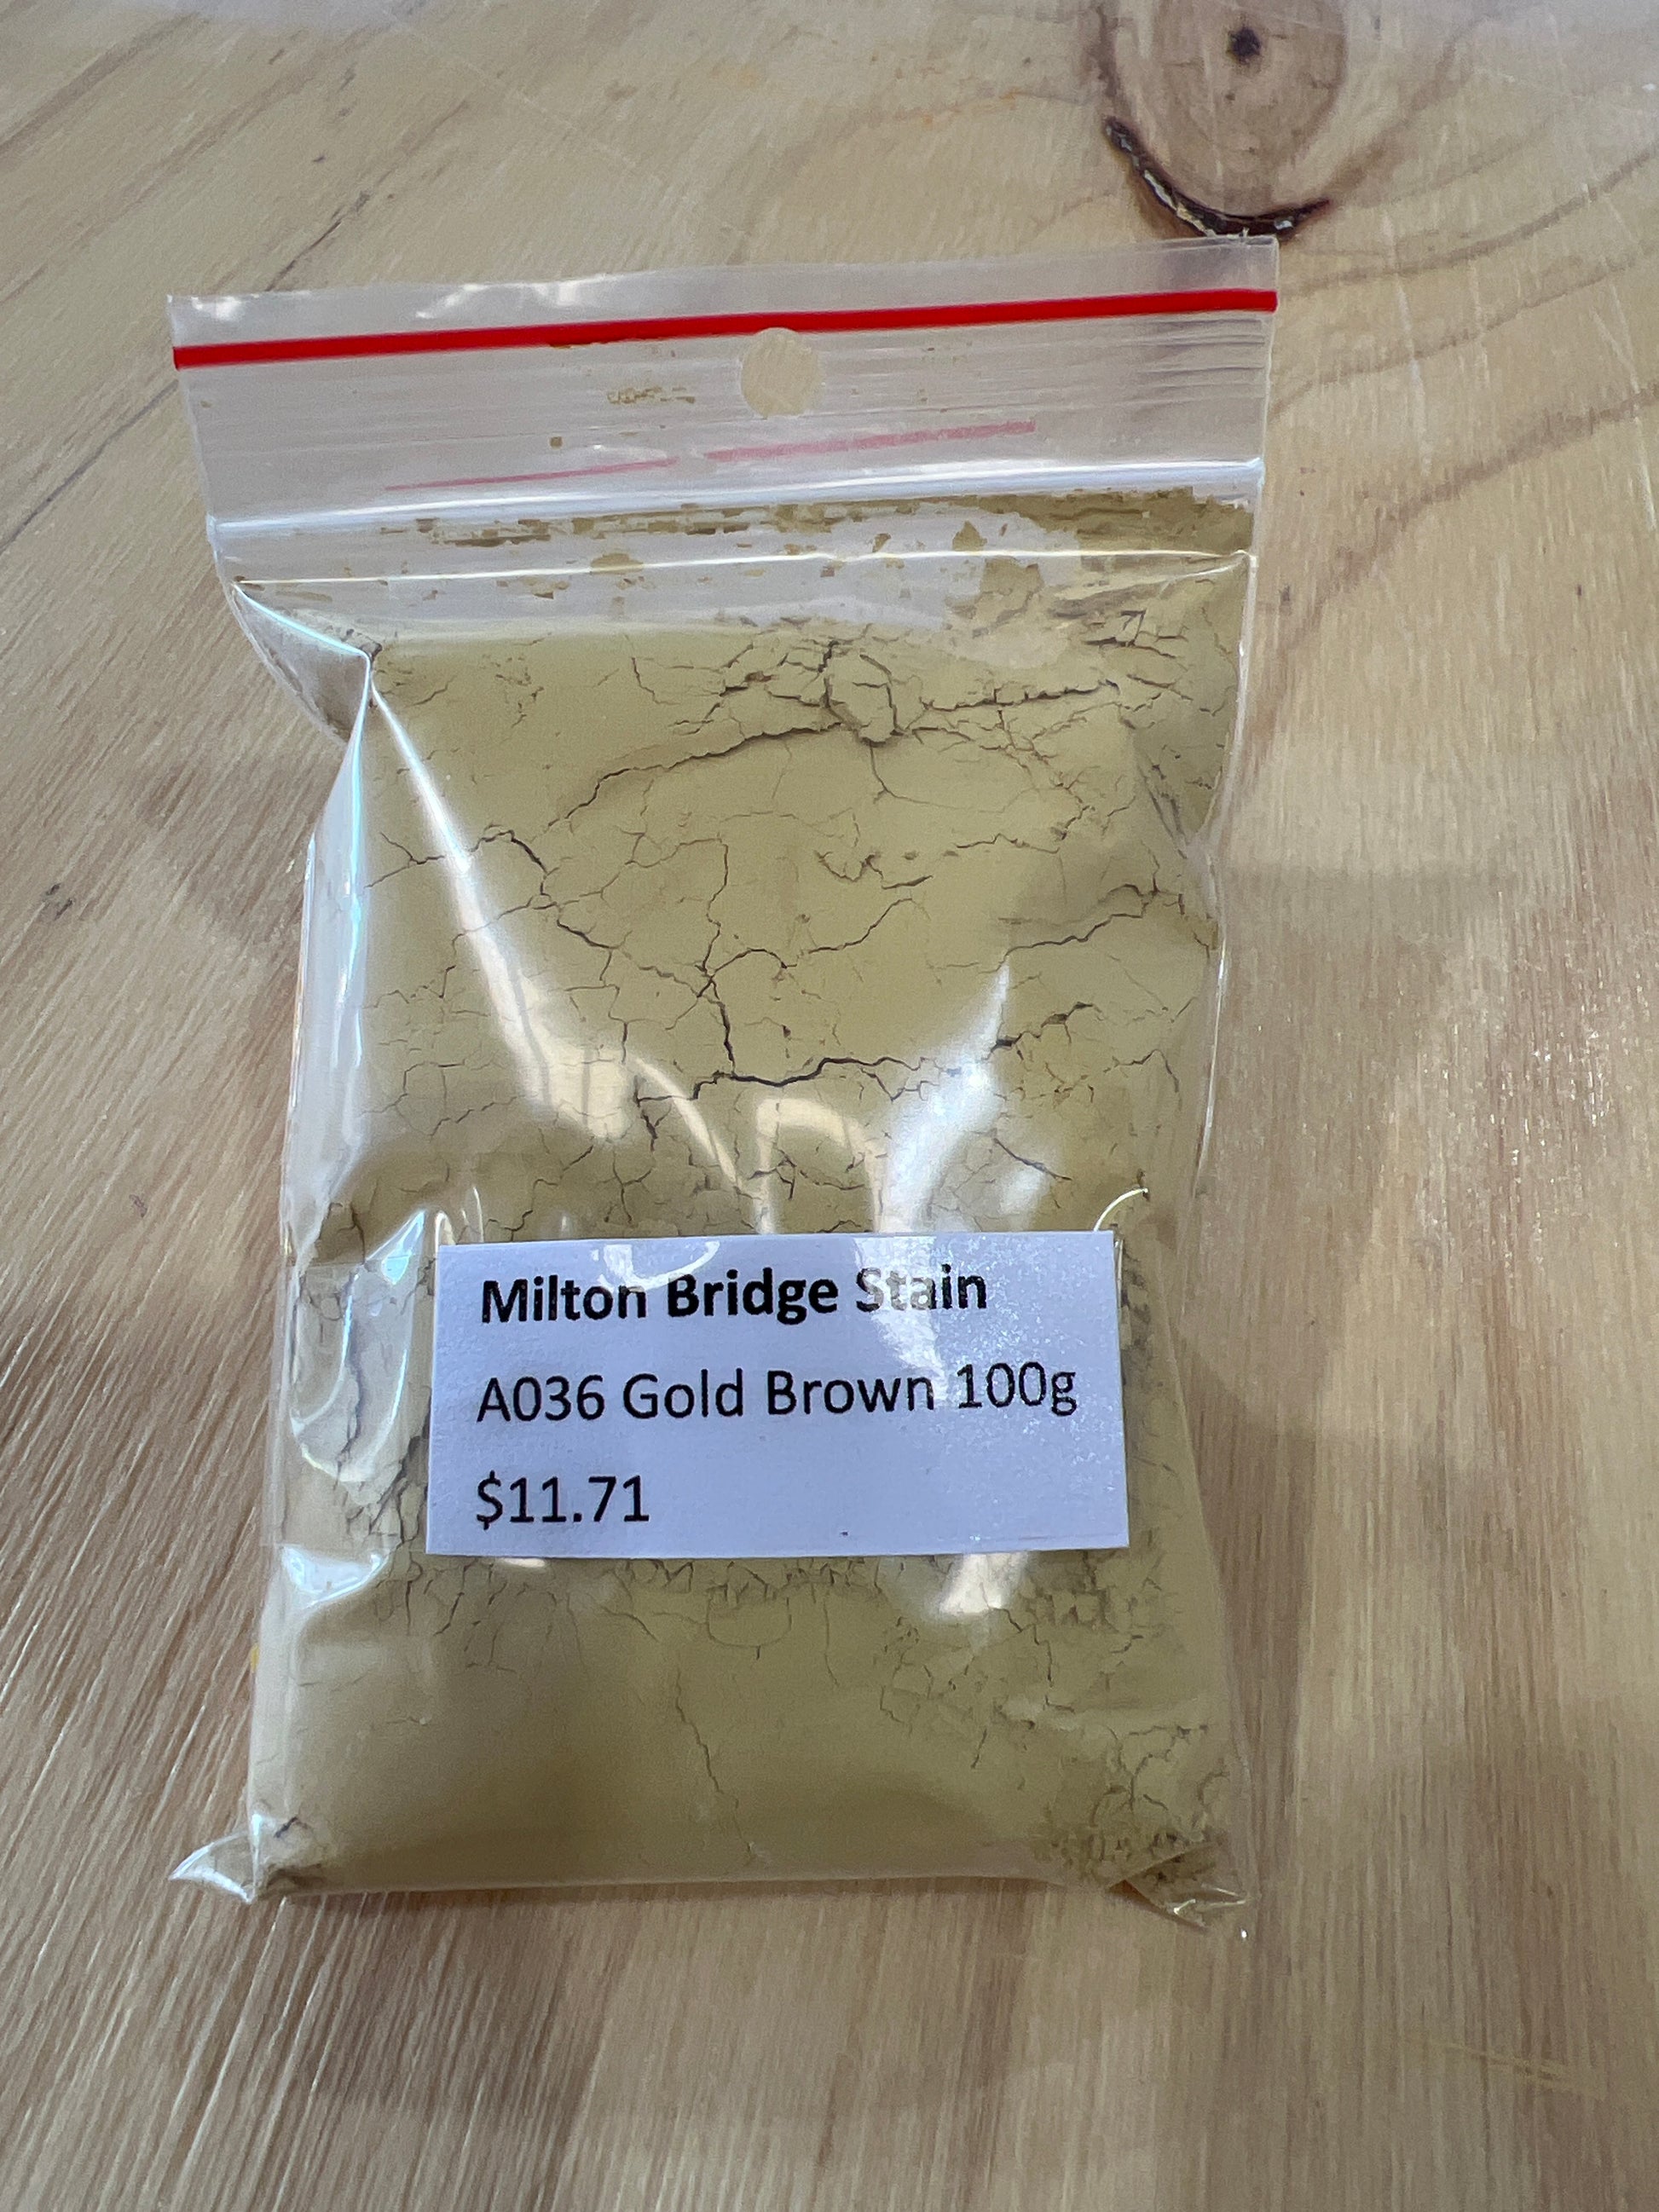 Milton Bridge Stain
A036 Gold Brown 100g
$11.71